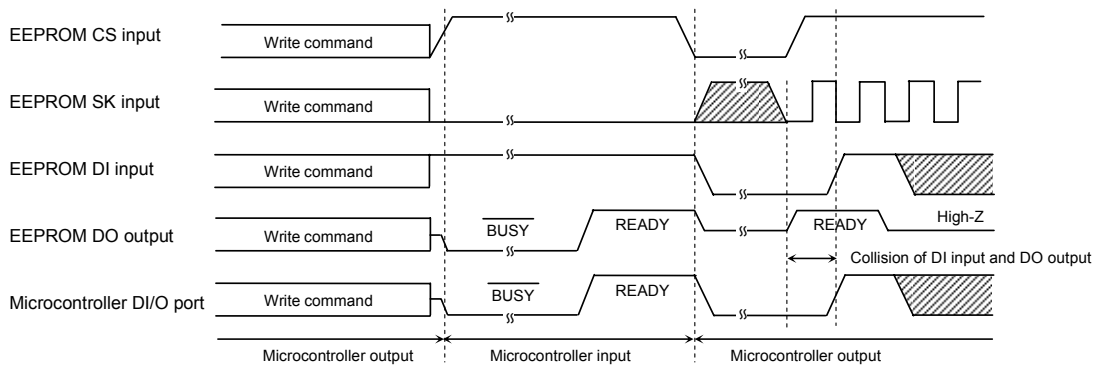 EEPROM CS input
Write command
EEPROM SK input
Write command
EEPROM DI input
Write command
EEPROM DO output
Write command
BUSY
READY
READY
High-Z
Collision of DI input and DO output
Microcontroller DI/O port
Write command
BUSY
READY
Microcontroller output
Microcontroller input
Microcontroller output